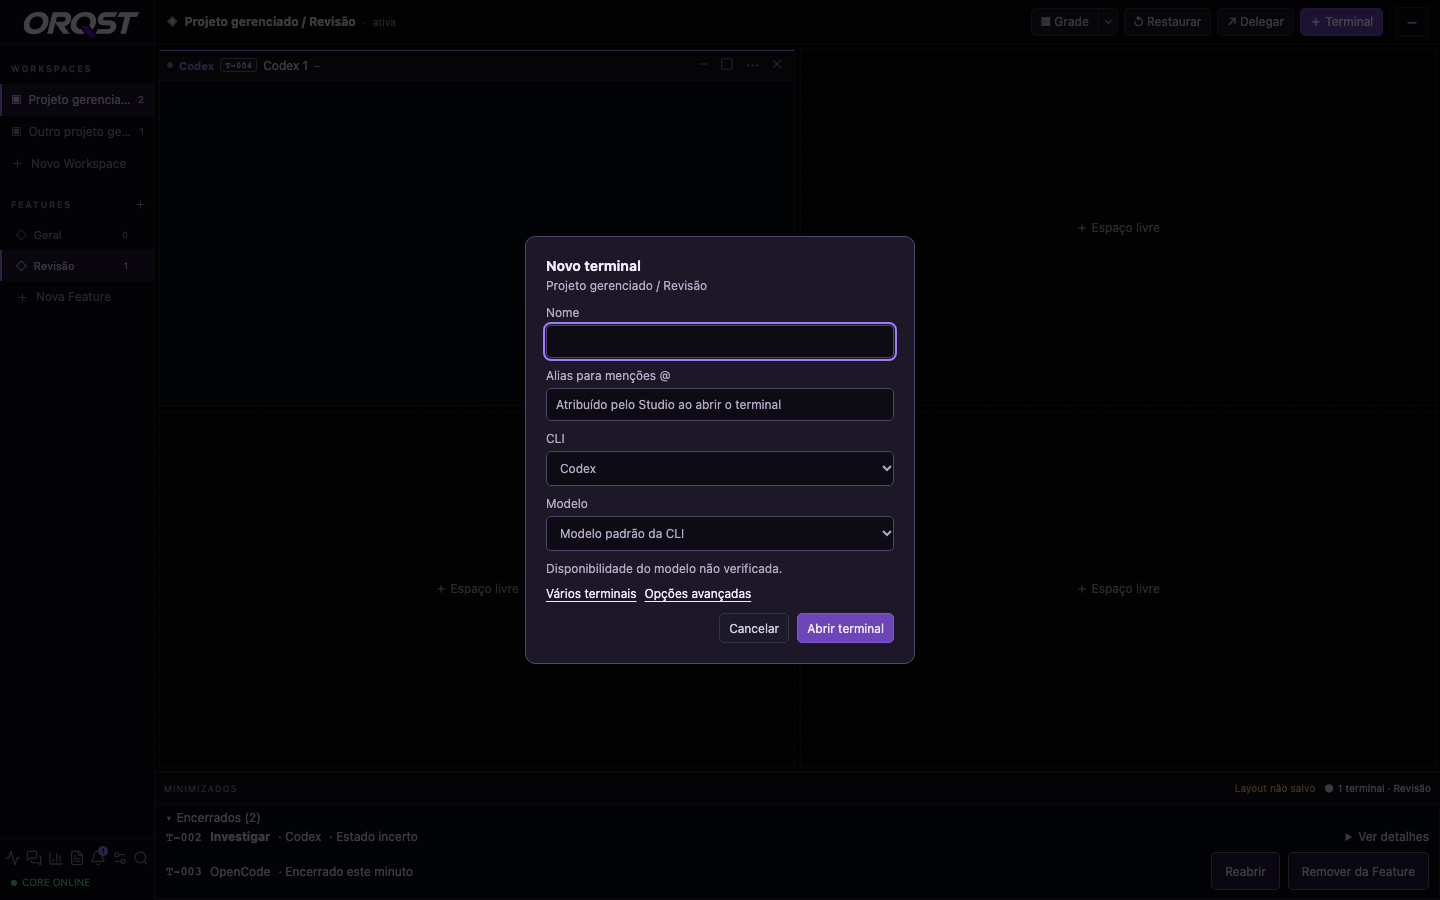 ORQST
Projeto gerenciado / Revisão · ativa
Grade
Restaurar
Delegar
+ Terminal
WORKSPACES
Projeto gerencia... 2
Outro projeto ge... 1
+ Novo Workspace
FEATURES +
Geral 0
Revisão 1
+ Nova Feature
Codex T-004 Codex 1 –
+ Espaço livre
+ Espaço livre
+ Espaço livre
Novo terminal
Projeto gerenciado / Revisão
Nome
Alias para menções @
Atribuído pelo Studio ao abrir o terminal
CLI
Codex
Modelo
Modelo padrão da CLI
Disponibilidade do modelo não verificada.
Vários terminais Opções avançadas
Cancelar
Abrir terminal
MINIMIZADOS
Layout não salvo
1 terminal · Revisão
Encerrados (2)
T-002 Investigar · Codex · Estado incerto
Ver detalhes
T-003 OpenCode · Encerrado este minuto
Reabrir
Remover da Feature
CORE ONLINE